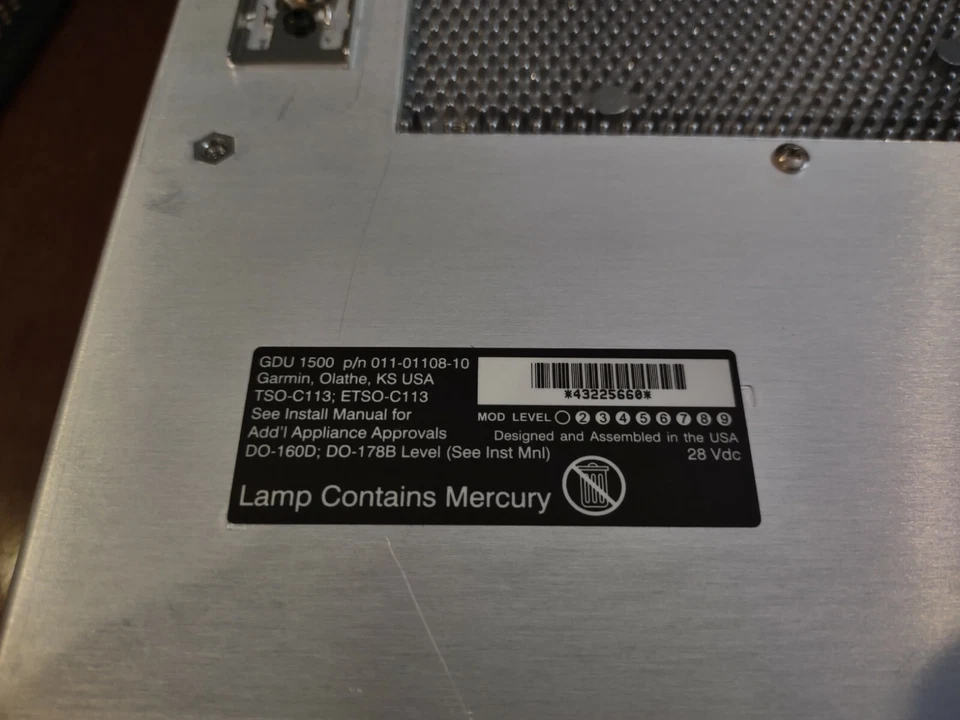 GDU 1500 p/n 011-01108-10
Garmin, Olathe, KS USA
TSO-C113; ETSO-C113
See Install Manual for
Add'l Appliance Approvals
DO-160D; DO-178B Level (See Inst Mnl)
Lamp Contains Mercury
*43225660*
MOD LEVEL 2 3 4 5 6 7 8 9
Designed and Assembled in the USA
28 Vdc